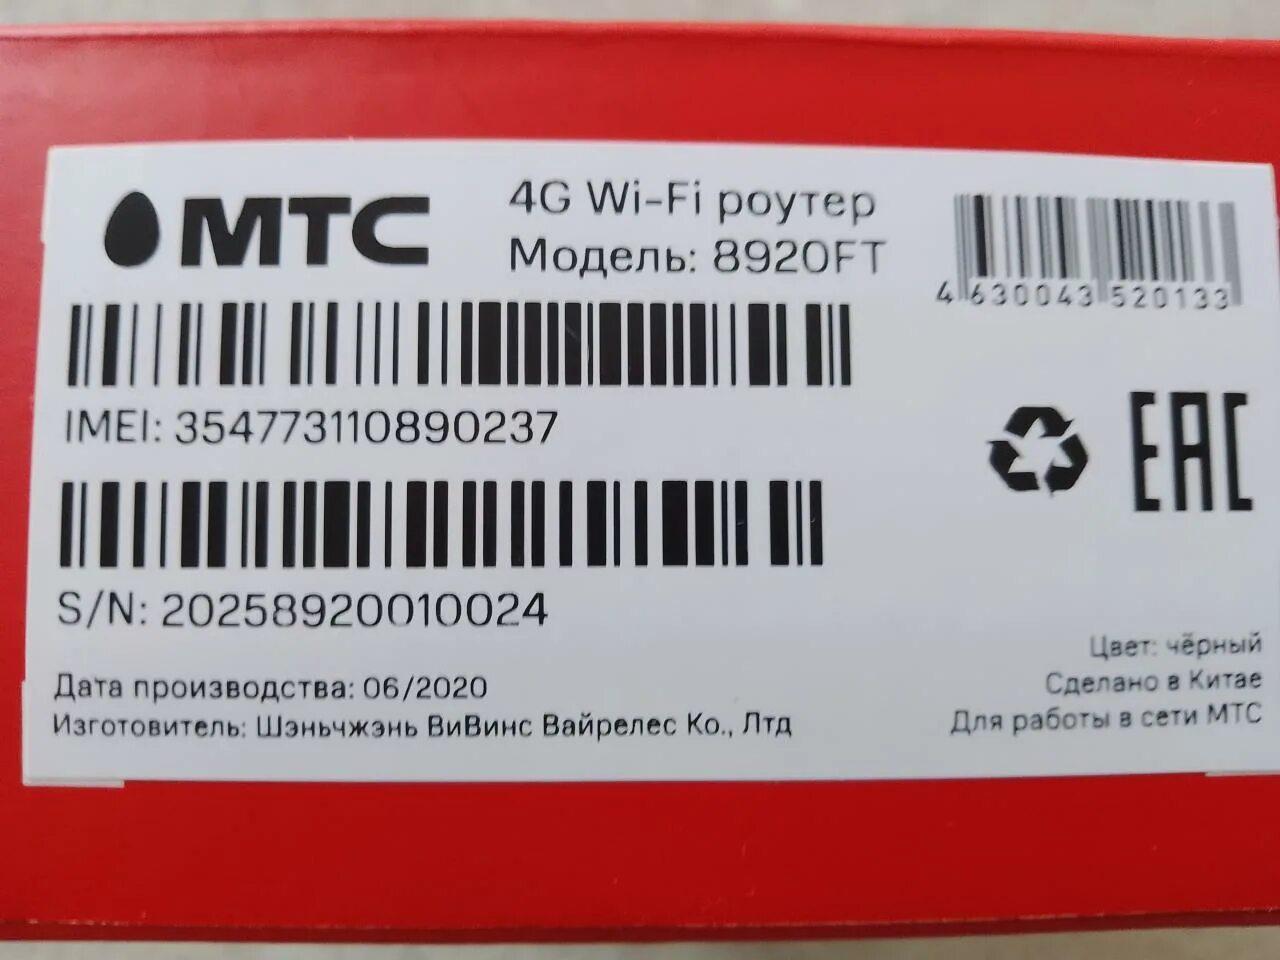 МТС
4G Wi-Fi роутер
Модель: 8920FT
4 630043 520133
IMEI: 354773110890237
EAC
S/N: 20258920010024
Дата производства: 06/2020
Изготовитель: Шэньчжэнь ВиВинс Вайрелес Ко., Лтд
Цвет: чёрный
Сделано в Китае
Для работы в сети МТС